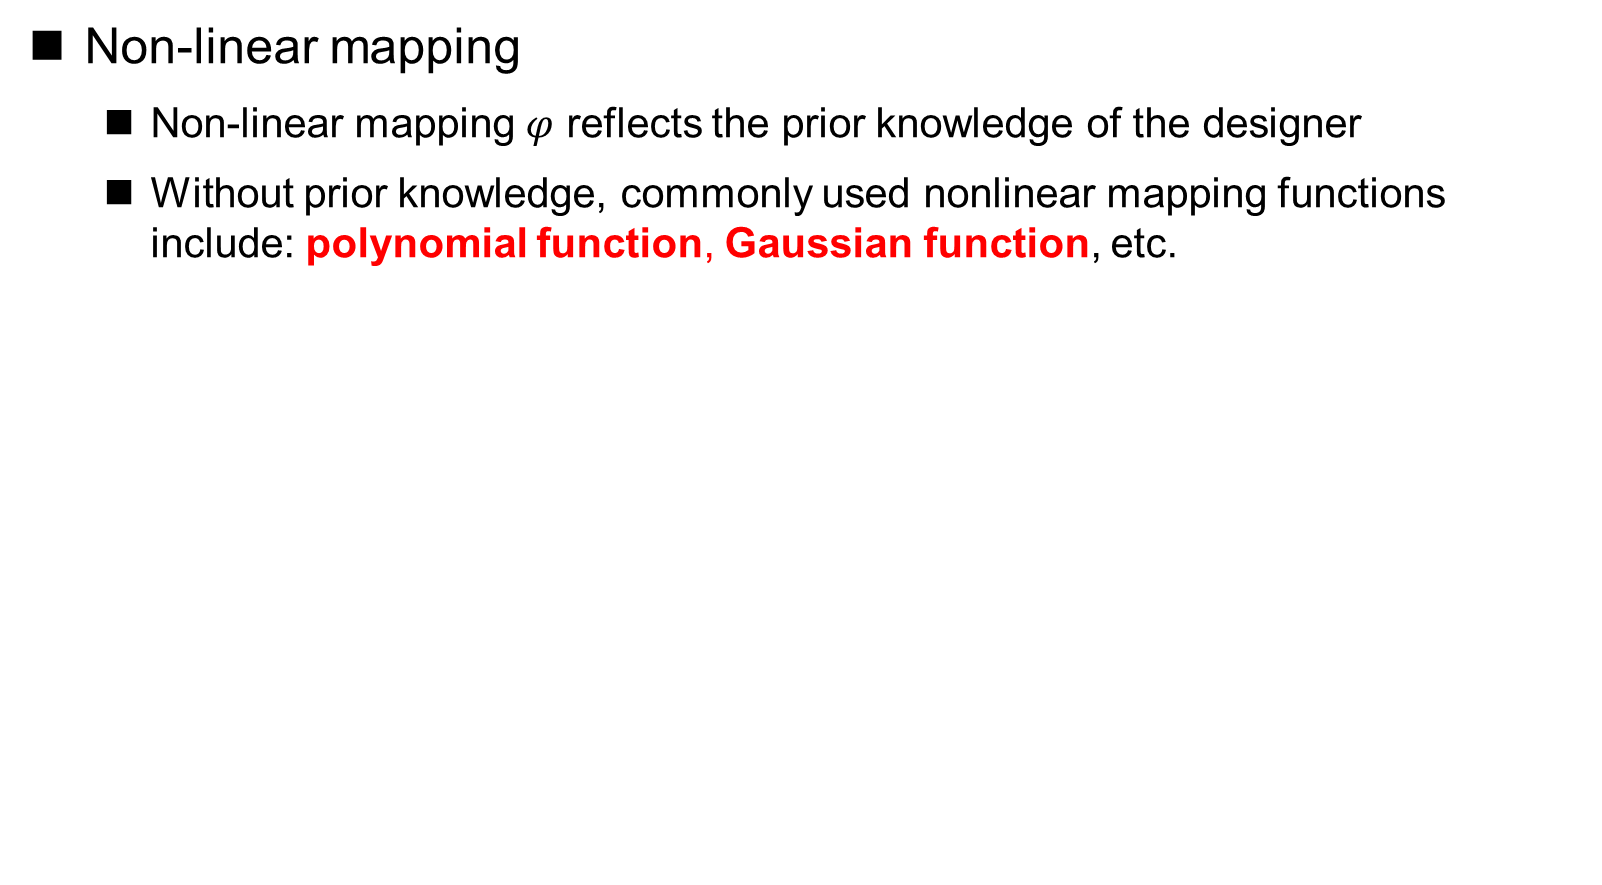 ■ Non-linear mapping
■ Non-linear mapping 𝜑 reflects the prior knowledge of the designer
■ Without prior knowledge, commonly used nonlinear mapping functions
include: polynomial function, Gaussian function, etc.